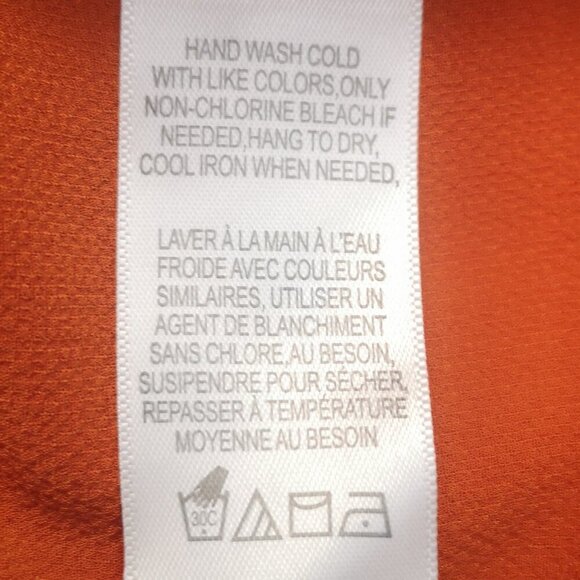 HAND WASH COLD
WITH LIKE COLORS,ONLY
NON-CHLORINE BLEACH IF
NEEDED,HANG TO DRY,
COOL IRON WHEN NEEDED,
LAVER À LA MAIN À L'EAU
FROIDE AVEC COULEURS
SIMILAIRES, UTILISER UN
AGENT DE BLANCHIMENT
SANS CHLORE,AU BESOIN,
SUSIPENDRE POUR SÉCHER,
REPASSER À TEMPÉRATURE
MOYENNE AU BESOIN
30C